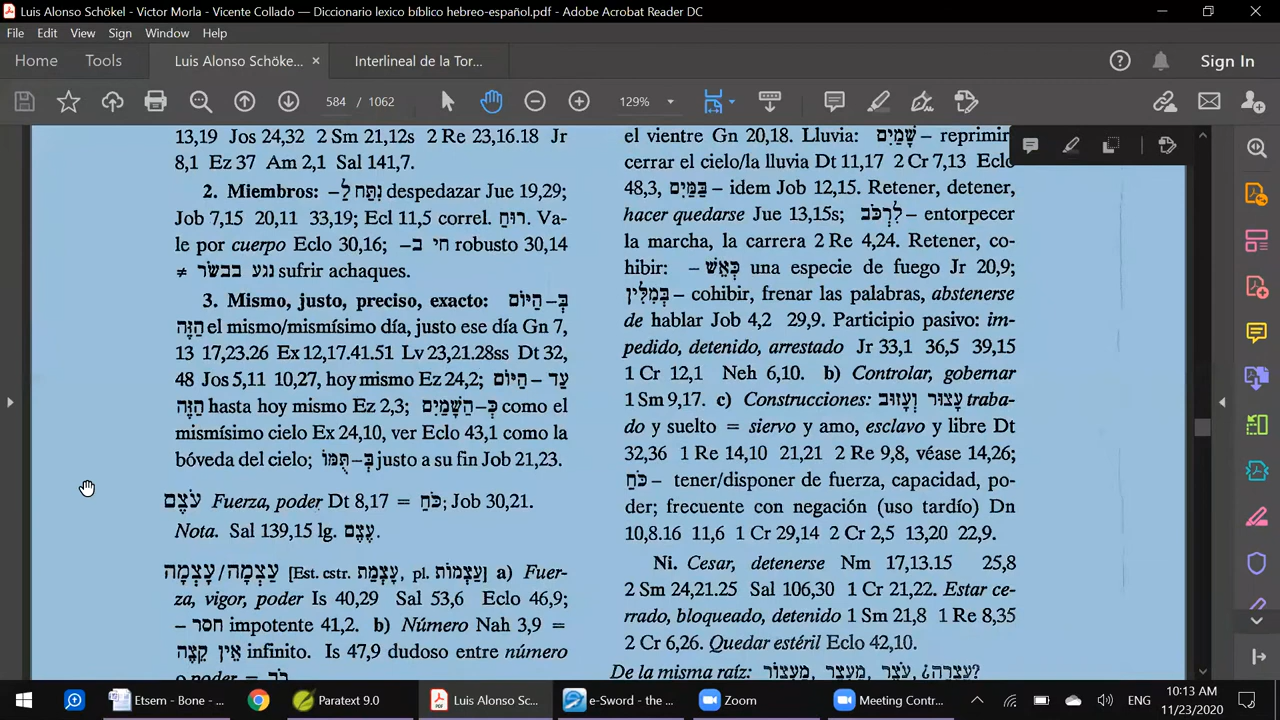 Luis Alonso Schökel - Victor Morla - Vicente Collado — Diccionario lexico bíblico hebreo-español.pdf - Adobe Acrobat Reader DC
File Edit View Sign Window Help
Home Tools Luis Alonso Schöke... × Interlineal de la Tor... Sign In
584 / 1062 129%
13,19 Jos 24,32 2 Sm 21,12s 2 Re 23,16.18 Jr
8,1 Ez 37 Am 2,1 Sal 141,7.
2. Miembros: נִתַּח לַ– despedazar Jue 19,29;
Job 7,15 20,11 33,19; Ecl 11,5 correl. רוּחַ. Va-
le por cuerpo Eclo 30,16; חי ב– robusto 30,14
≠ נגע בבשׂר sufrir achaques.
3. Mismo, justo, preciso, exacto: בְּ–הַיּוֹם
הַזֶּה el mismo/mismísimo día, justo ese día Gn 7,
13 17,23.26 Ex 12,17.41.51 Lv 23,21.28ss Dt 32,
48 Jos 5,11 10,27, hoy mismo Ez 24,2; עַד –הַיּוֹם
הַזֶּה hasta hoy mismo Ez 2,3; כְּ–הַשָּׁמַיִם como el
mismísimo cielo Ex 24,10, ver Eclo 43,1 como la
bóveda del cielo; בְּ–תֻּמּוֹ justo a su fin Job 21,23.
עֹצֶם Fuerza, poder Dt 8,17 = כֹּחַ; Job 30,21.
Nota. Sal 139,15 lg. עֶצֶם.
עַצְמָה/עָצְמָה [Est. cstr. עָצְמַת, pl. עַצְמוֹת] a) Fuer-
za, vigor, poder Is 40,29 Sal 53,6 Eclo 46,9;
חסר – impotente 41,2. b) Número Nah 3,9 =
אֵין קֵצֶה infinito. Is 47,9 dudoso entre número
o poder = כֹּחַ
el vientre Gn 20,18. Lluvia: שָׁמַיִם – reprimir,
cerrar el cielo/la lluvia Dt 11,17 2 Cr 7,13 Eclo
48,3, בַּמַּיִם – idem Job 12,15. Retener, detener,
hacer quedarse Jue 13,15s; לִרְכֹּב – entorpecer
la marcha, la carrera 2 Re 4,24. Retener, co-
hibir: כְּאֵשׁ – una especie de fuego Jr 20,9;
בְּמִלִּין – cohibir, frenar las palabras, abstenerse
de hablar Job 4,2 29,9. Participio pasivo: im-
pedido, detenido, arrestado Jr 33,1 36,5 39,15
1 Cr 12,1 Neh 6,10. b) Controlar, gobernar
1 Sm 9,17. c) Construcciones: עָצוּר וְעָזוּב traba-
do y suelto = siervo y amo, esclavo y libre Dt
32,36 1 Re 14,10 21,21 2 Re 9,8, véase 14,26;
כֹּחַ – tener/disponer de fuerza, capacidad, po-
der; frecuente con negación (uso tardío) Dn
10,8.16 11,6 1 Cr 29,14 2 Cr 2,5 13,20 22,9.
Ni. Cesar, detenerse Nm 17,13.15 25,8
2 Sm 24,21.25 Sal 106,30 1 Cr 21,22. Estar ce-
rrado, bloqueado, detenido 1 Sm 21,8 1 Re 8,35
2 Cr 6,26. Quedar estéril Eclo 42,10.
De la misma raíz: עֲצָרָה, עֹצֶר, מַעְצָר, מַעְצוֹר?
Etsem - Bone - ... Paratext 9.0 Luis Alonso Sc... e-Sword - the ... Zoom Meeting Contr... ENG 10:13 AM
11/23/2020